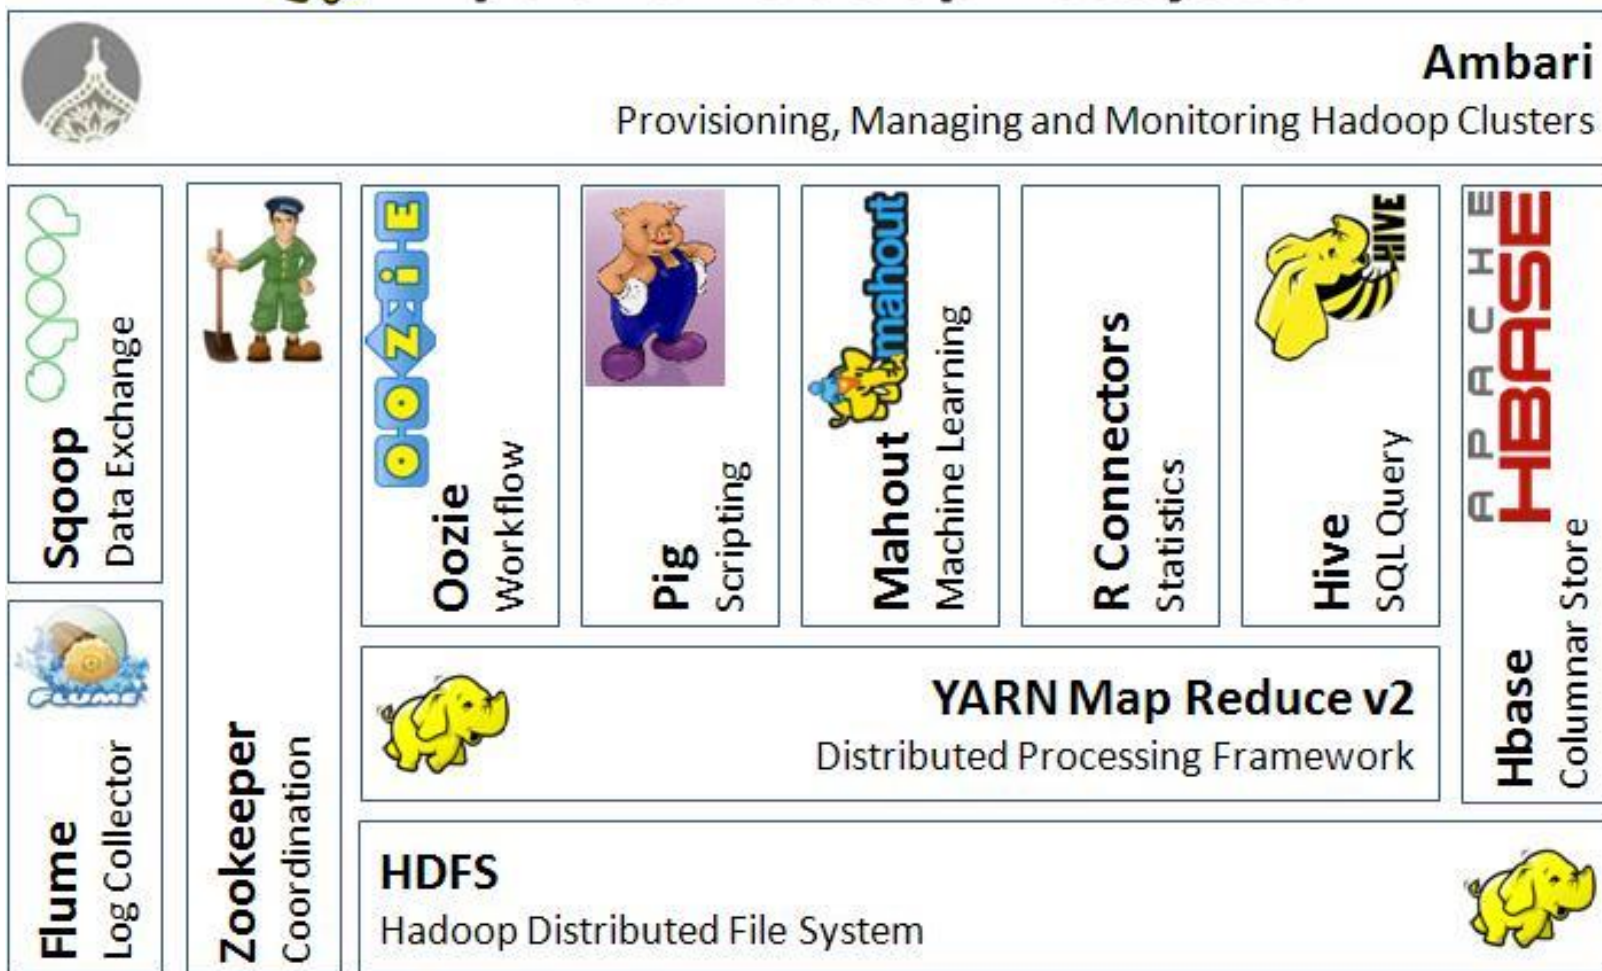 Ambari
Provisioning, Managing and Monitoring Hadoop Clusters
sqoop
Sqoop
Data Exchange
FLUME
Flume
Log Collector
Zookeeper
Coordination
OOZIE
Oozie
Workflow
Pig
Scripting
mahout
Mahout
Machine Learning
R Connectors
Statistics
HIVE
Hive
SQL Query
APACHE
HBASE
Hbase
Columnar Store
YARN Map Reduce v2
Distributed Processing Framework
HDFS
Hadoop Distributed File System